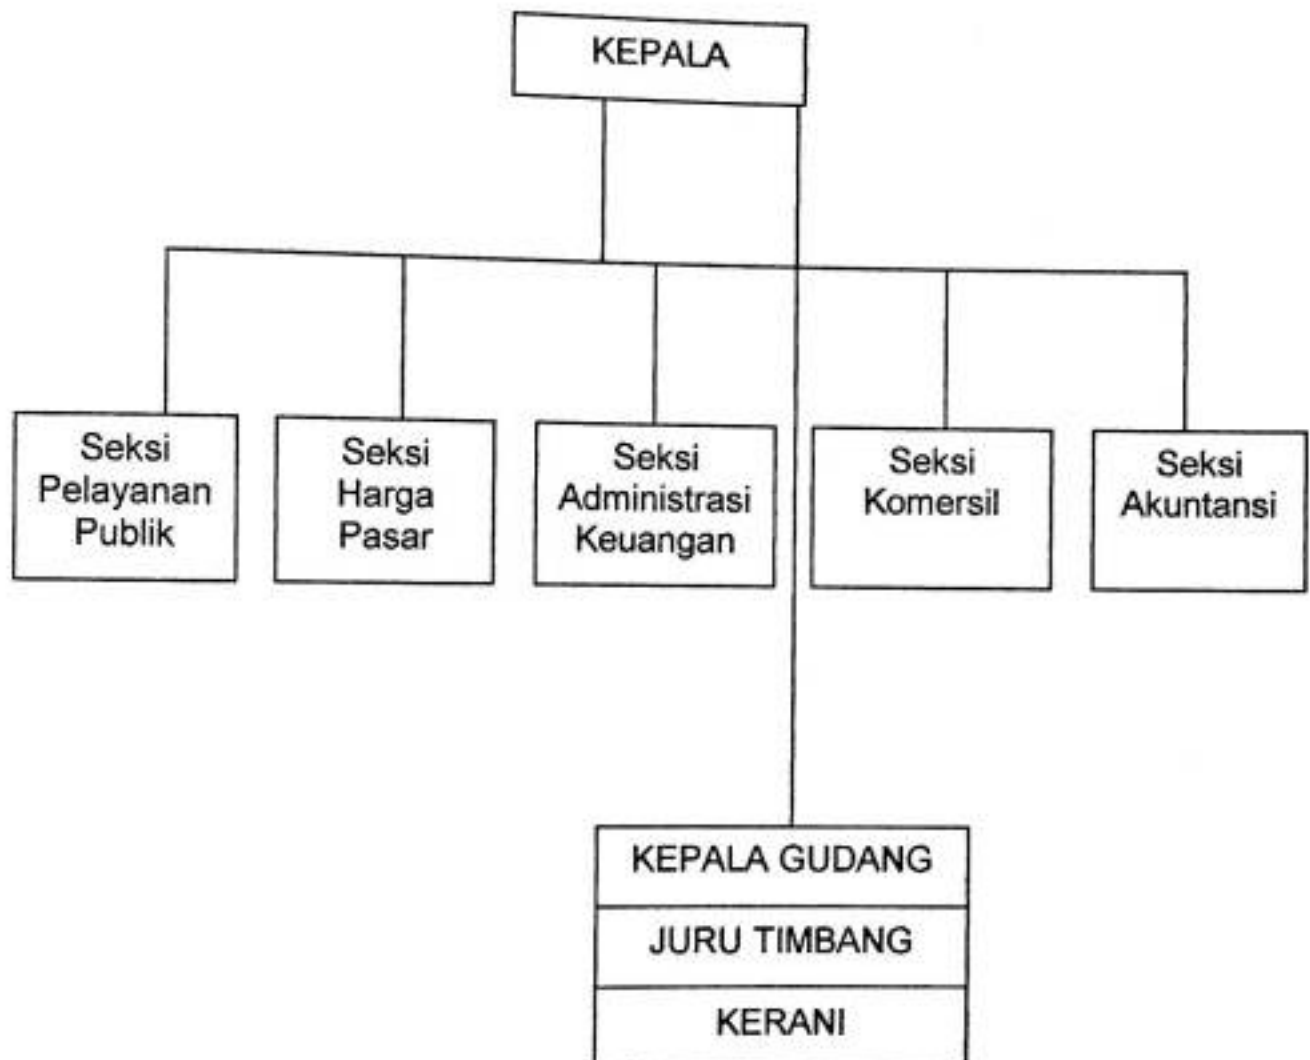 KEPALA
Seksi
Pelayanan
Publik
Seksi
Harga
Pasar
Seksi
Administrasi
Keuangan
Seksi
Komersil
Seksi
Akuntansi
KEPALA GUDANG
JURU TIMBANG
KERANI